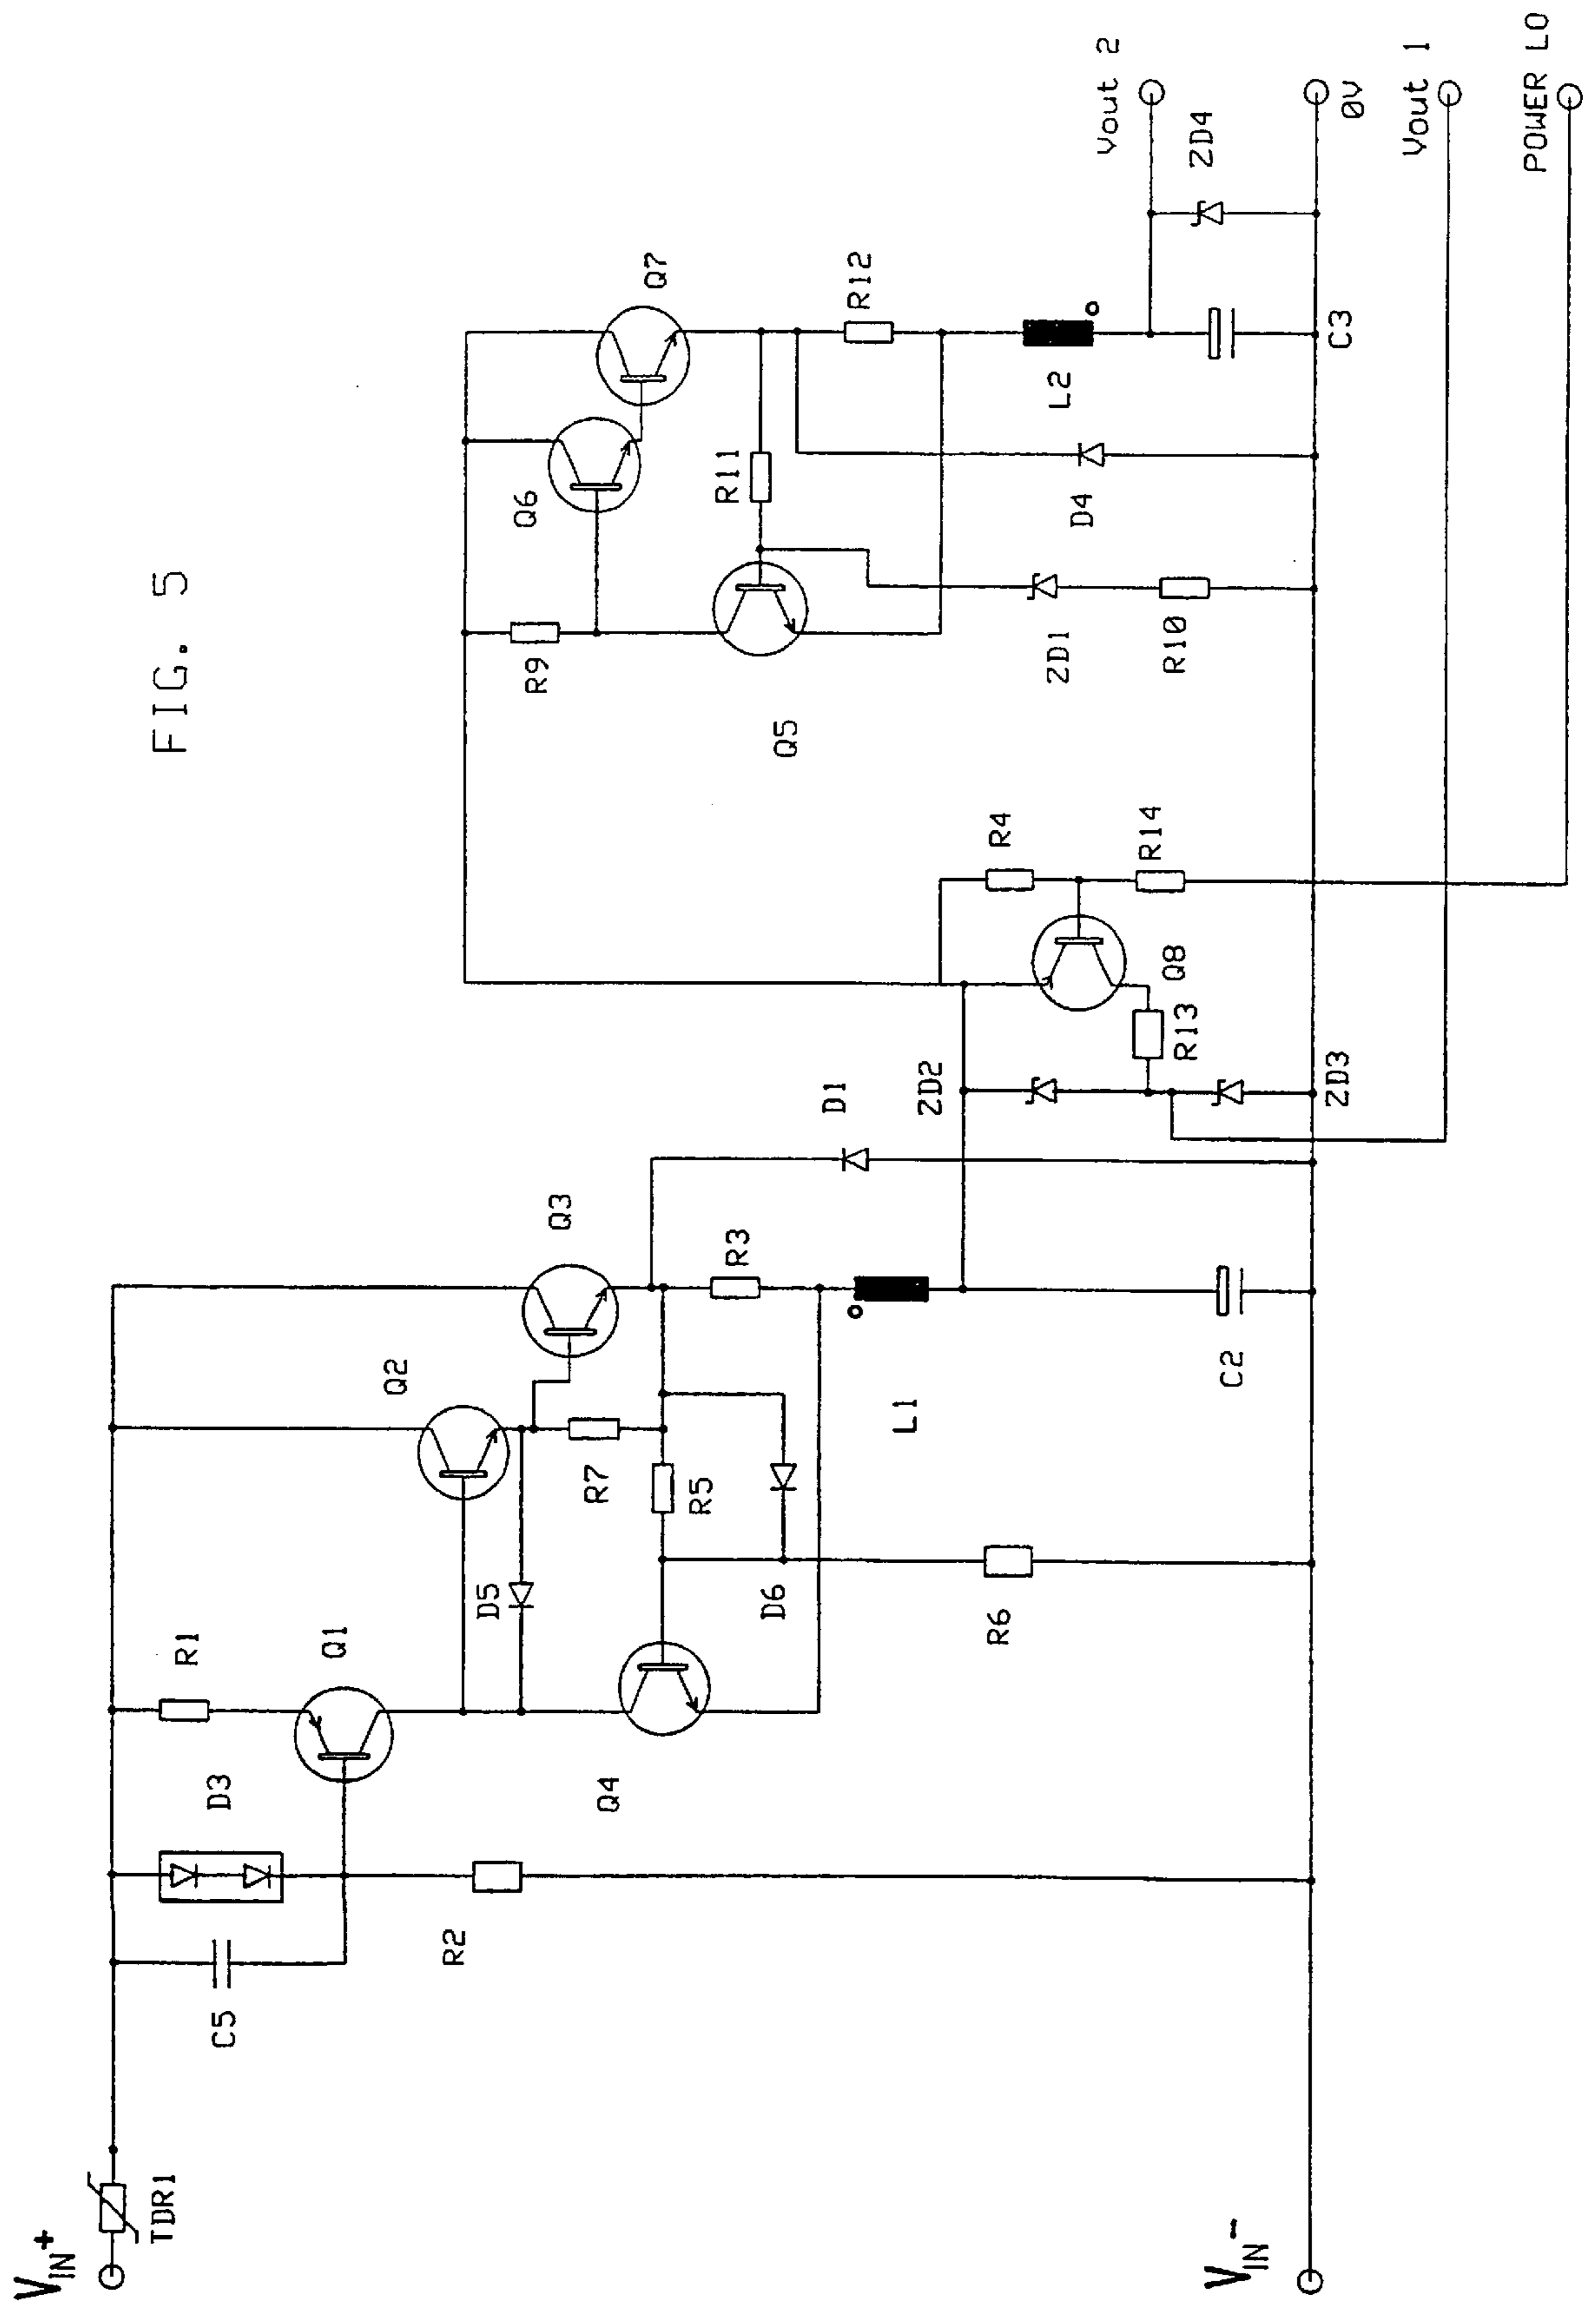 FIG. 5
VIN+
TDR1
C5
D3
R1
Q1
R2
Q4
D5
Q2
R7
R5
D6
R6
Q3
R3
L1
C2
D1
ZD2
ZD3
R13
Q8
R4
R14
R9
Q5
Q6
R11
ZD1
R10
Q7
D4
R12
L2
C3
ZD4
Vout 2
0V
Vout 1
POWER LO
VIN-